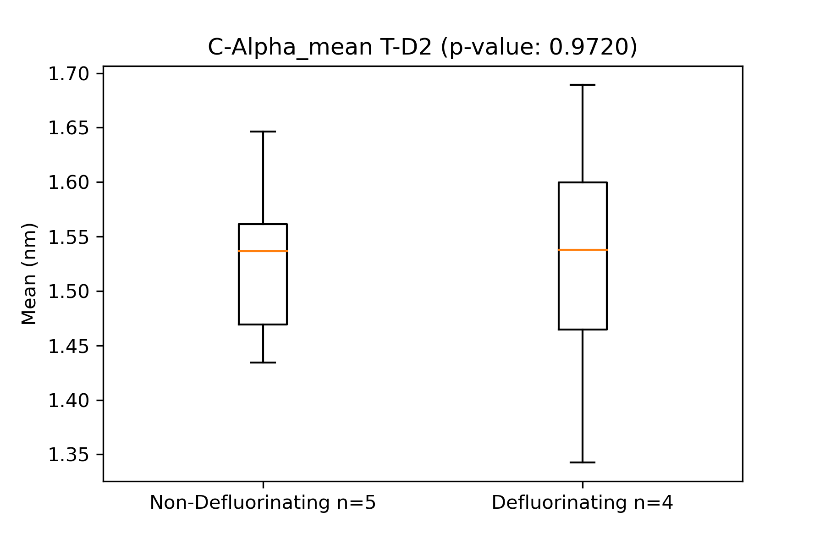 C-Alpha_mean T-D2 (p-value: 0.9720)
1.70
1.65
1.60
1.55
1.50
1.45
1.40
1.35
Mean (nm)
Non-Defluorinating n=5
Defluorinating n=4